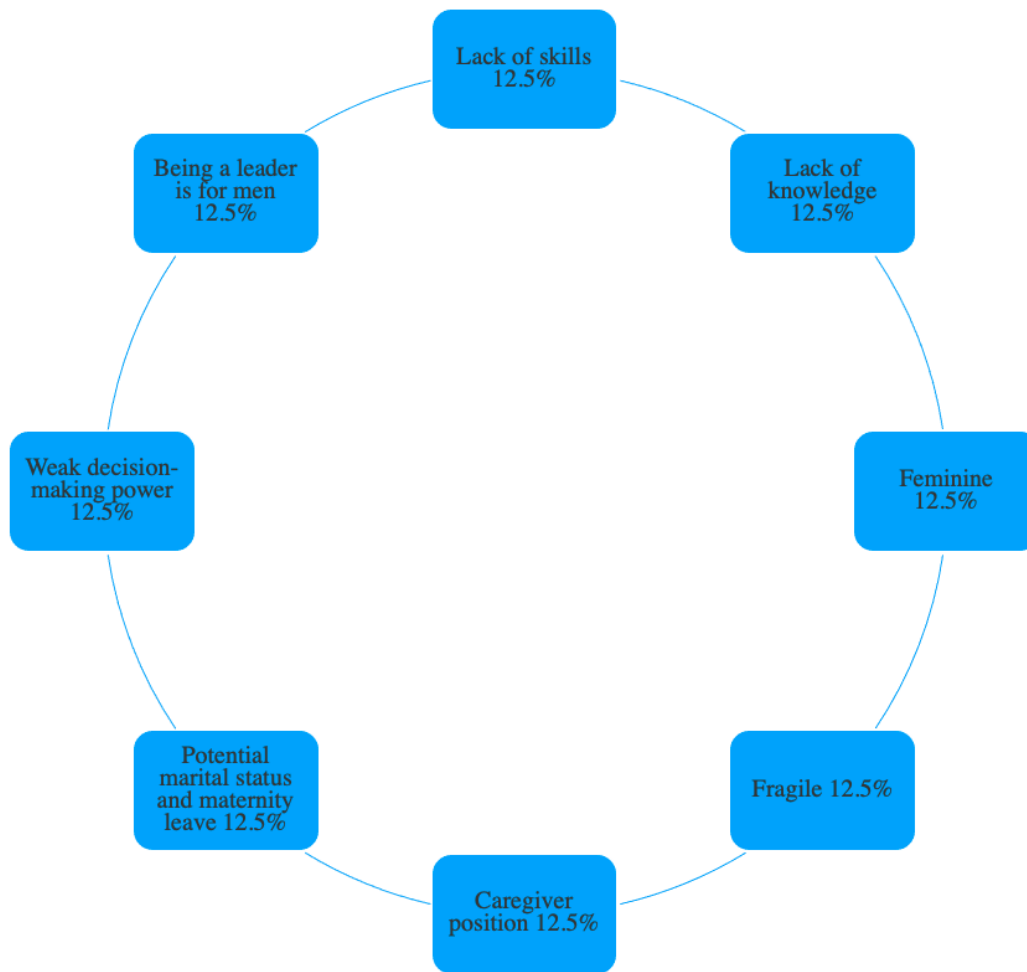 Lack of skills
12.5%
Lack of
knowledge
12.5%
Feminine
12.5%
Fragile 12.5%
Caregiver
position 12.5%
Potential
marital status
and maternity
leave 12.5%
Weak decision-
making power
12.5%
Being a leader
is for men
12.5%